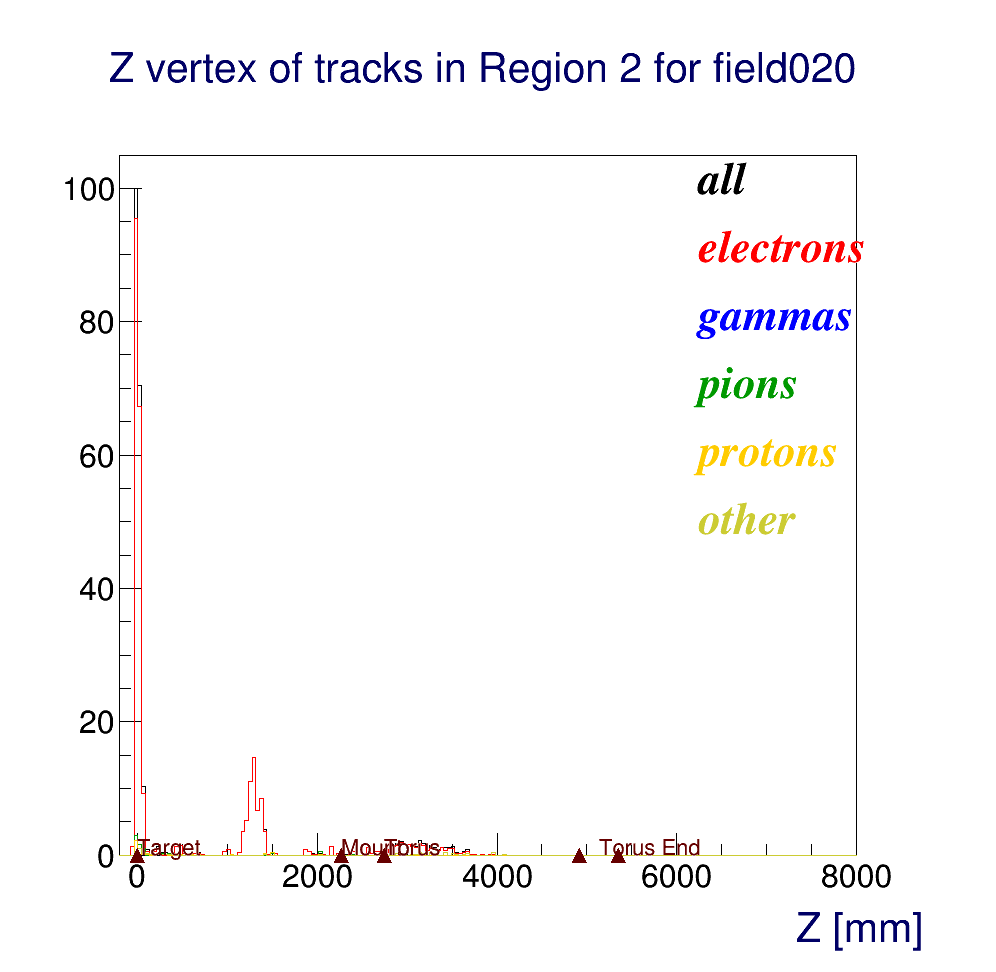 Z vertex of tracks in Region 2 for field020
100
80
60
40
20
0
all
electrons
gammas
pions
protons
other
Target
Mount
Torus
Torus End
0 2000 4000 6000 8000
Z [mm]